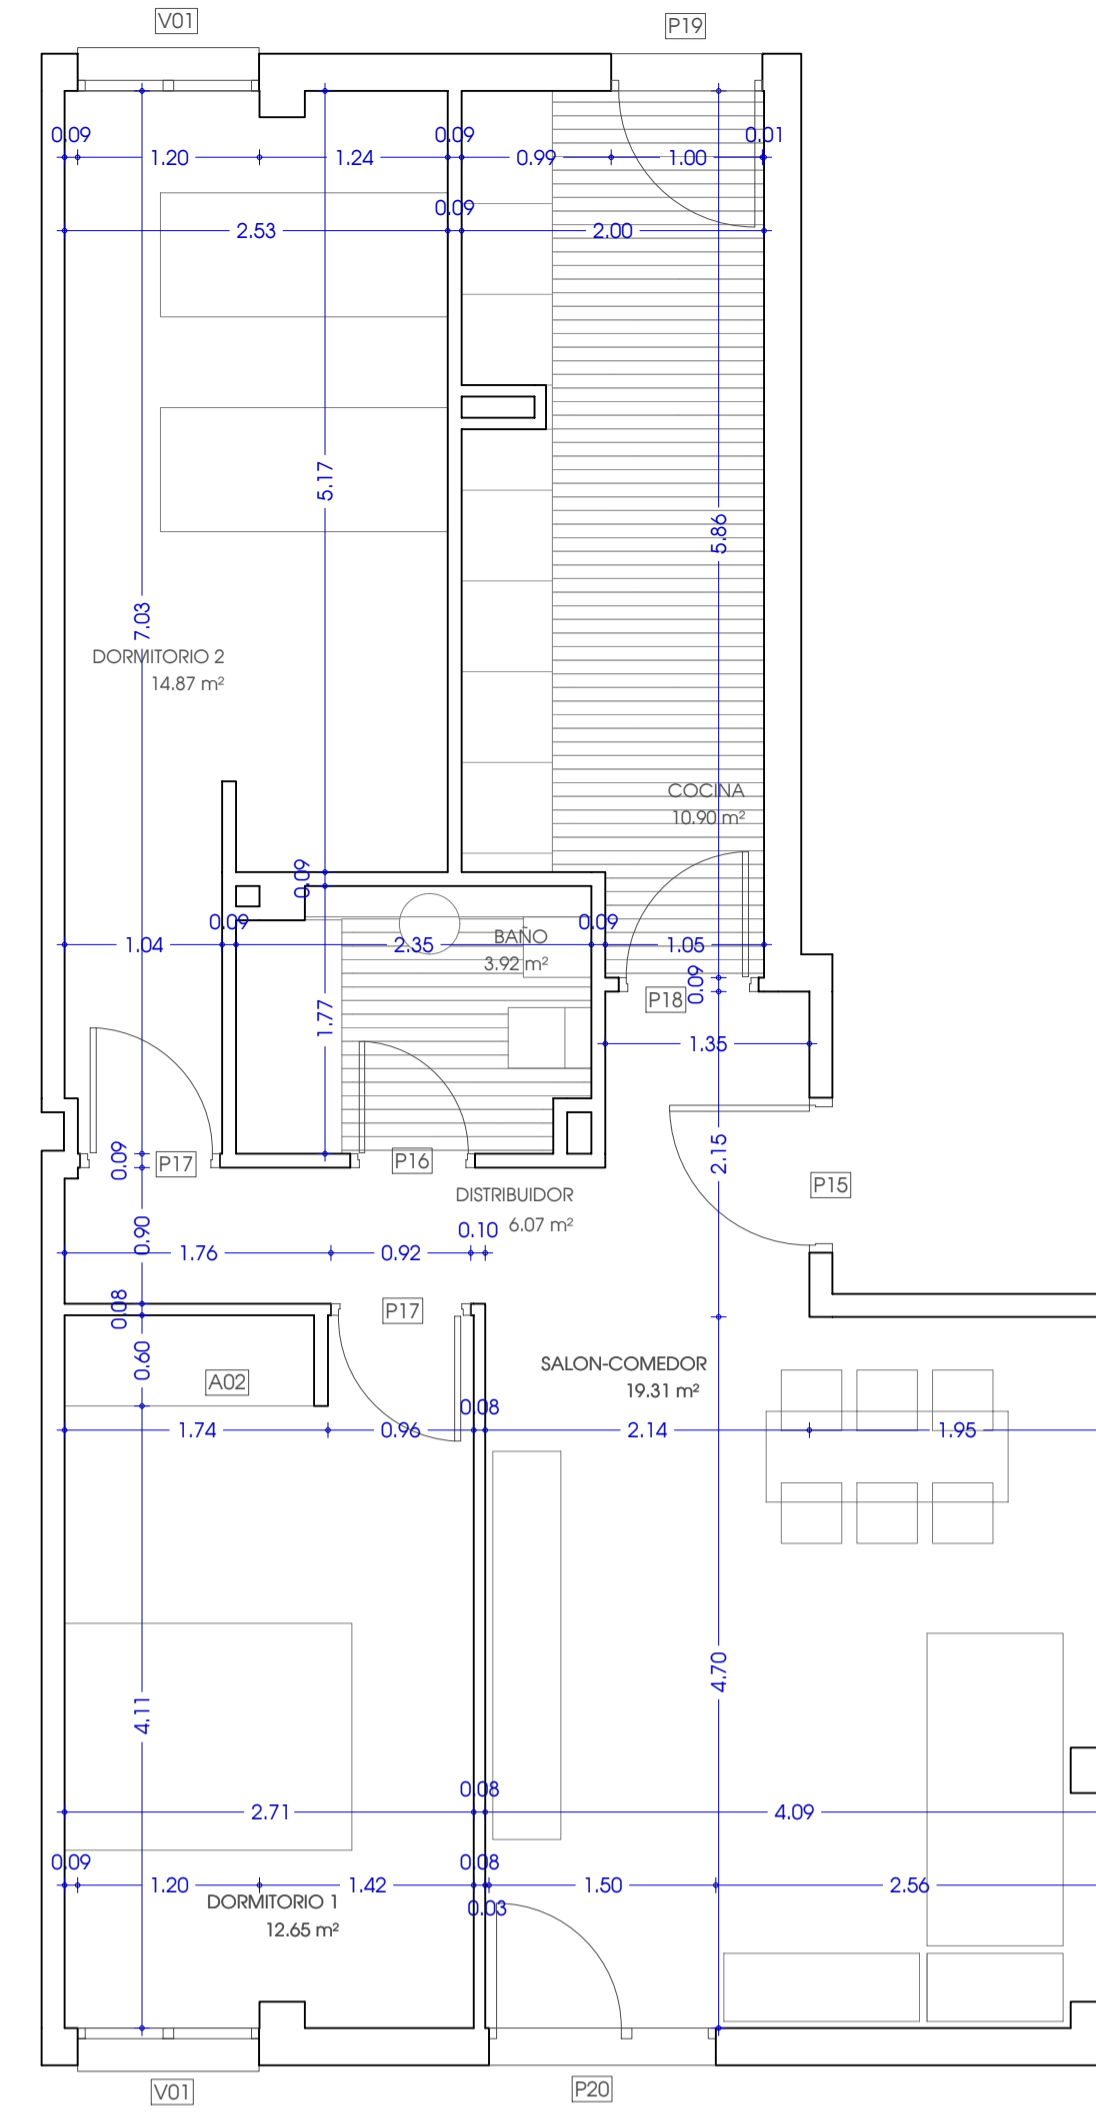 V01
P19
0.09
0.09
0.01
1.20
1.24
0.99
1.00
0.09
2.53
2.00
5.17
5.86
7.03
DORMITORIO 2
14.87 m²
COCINA
10.90 m²
0.09
0.09
0.09
1.04
2.35
BAÑO
3.92 m²
1.05
0.09
P18
1.77
1.35
2.15
0.09
P17
P16
P15
DISTRIBUIDOR
6.07 m²
0.90
0.10
1.76
0.92
0.08
P17
0.60
A02
SALON-COMEDOR
19.31 m²
0.08
1.74
0.96
2.14
1.95
4.11
4.70
0.08
2.71
4.09
0.09
0.08
1.20
1.42
1.50
2.56
0.03
DORMITORIO 1
12.65 m²
V01
P20